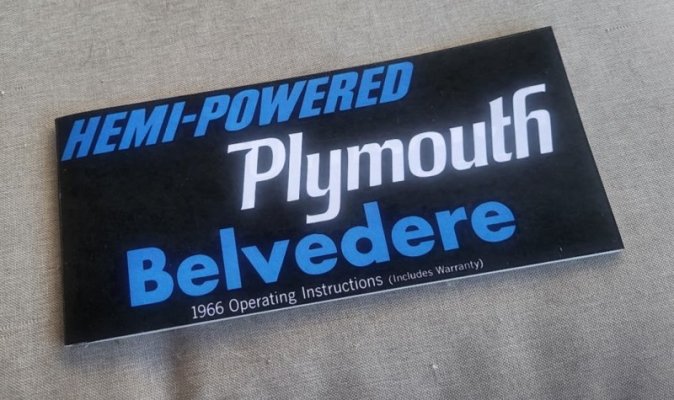 HEMI-POWERED
Plymouth
Belvedere
1966 Operating Instructions (Includes Warranty)